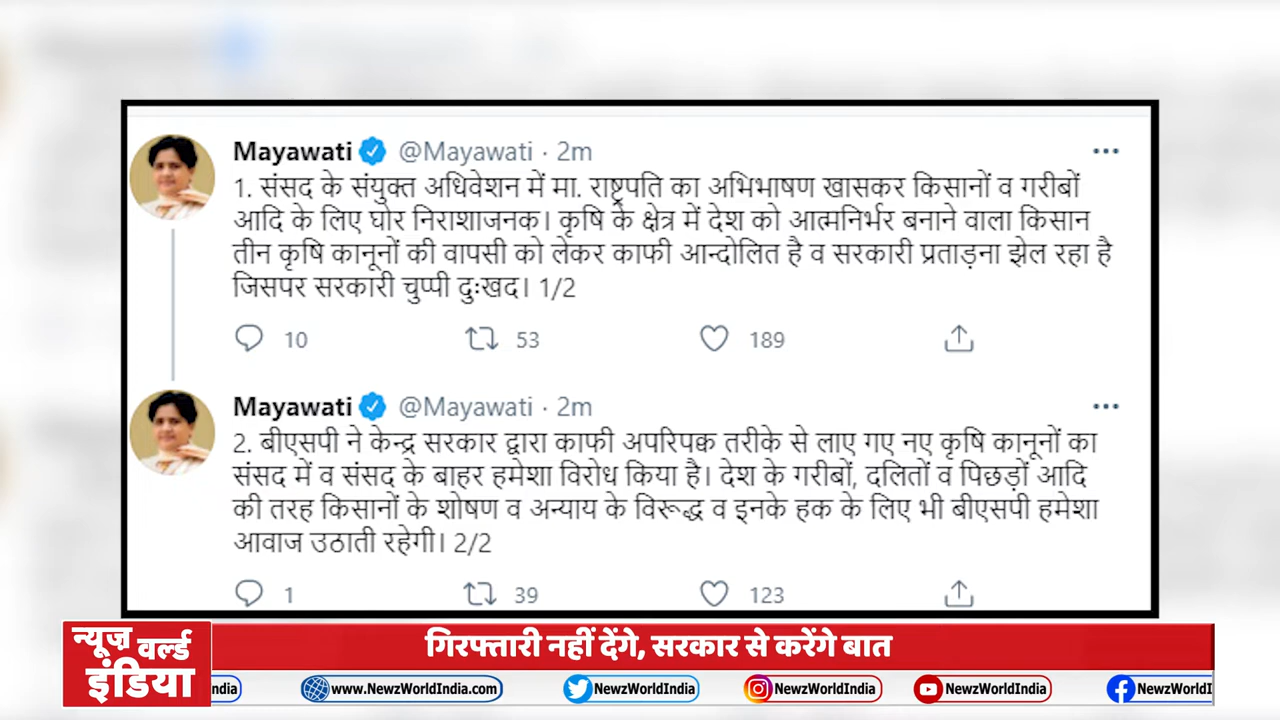 Mayawati @Mayawati · 2m
1. संसद के संयुक्त अधिवेशन में मा. राष्ट्रपति का अभिभाषण खासकर किसानों व गरीबों
आदि के लिए घोर निराशाजनक। कृषि के क्षेत्र में देश को आत्मनिर्भर बनाने वाला किसान
तीन कृषि कानूनों की वापसी को लेकर काफी आन्दोलित है व सरकारी प्रताड़ना झेल रहा है
जिसपर सरकारी चुप्पी दुःखद। 1/2
10 53 189
Mayawati @Mayawati · 2m
2. बीएसपी ने केन्द्र सरकार द्वारा काफी अपरिपक्व तरीके से लाए गए नए कृषि कानूनों का
संसद में व संसद के बाहर हमेशा विरोध किया है। देश के गरीबों, दलितों व पिछड़ों आदि
की तरह किसानों के शोषण व अन्याय के विरूद्ध व इनके हक के लिए भी बीएसपी हमेशा
आवाज उठाती रहेगी। 2/2
1 39 123
न्यूज़ वर्ल्ड
इंडिया
गिरफ्तारी नहीं देंगे, सरकार से करेंगे बात
ndia www.NewzWorldIndia.com NewzWorldIndia NewzWorldIndia NewzWorldIndia NewzWorldI